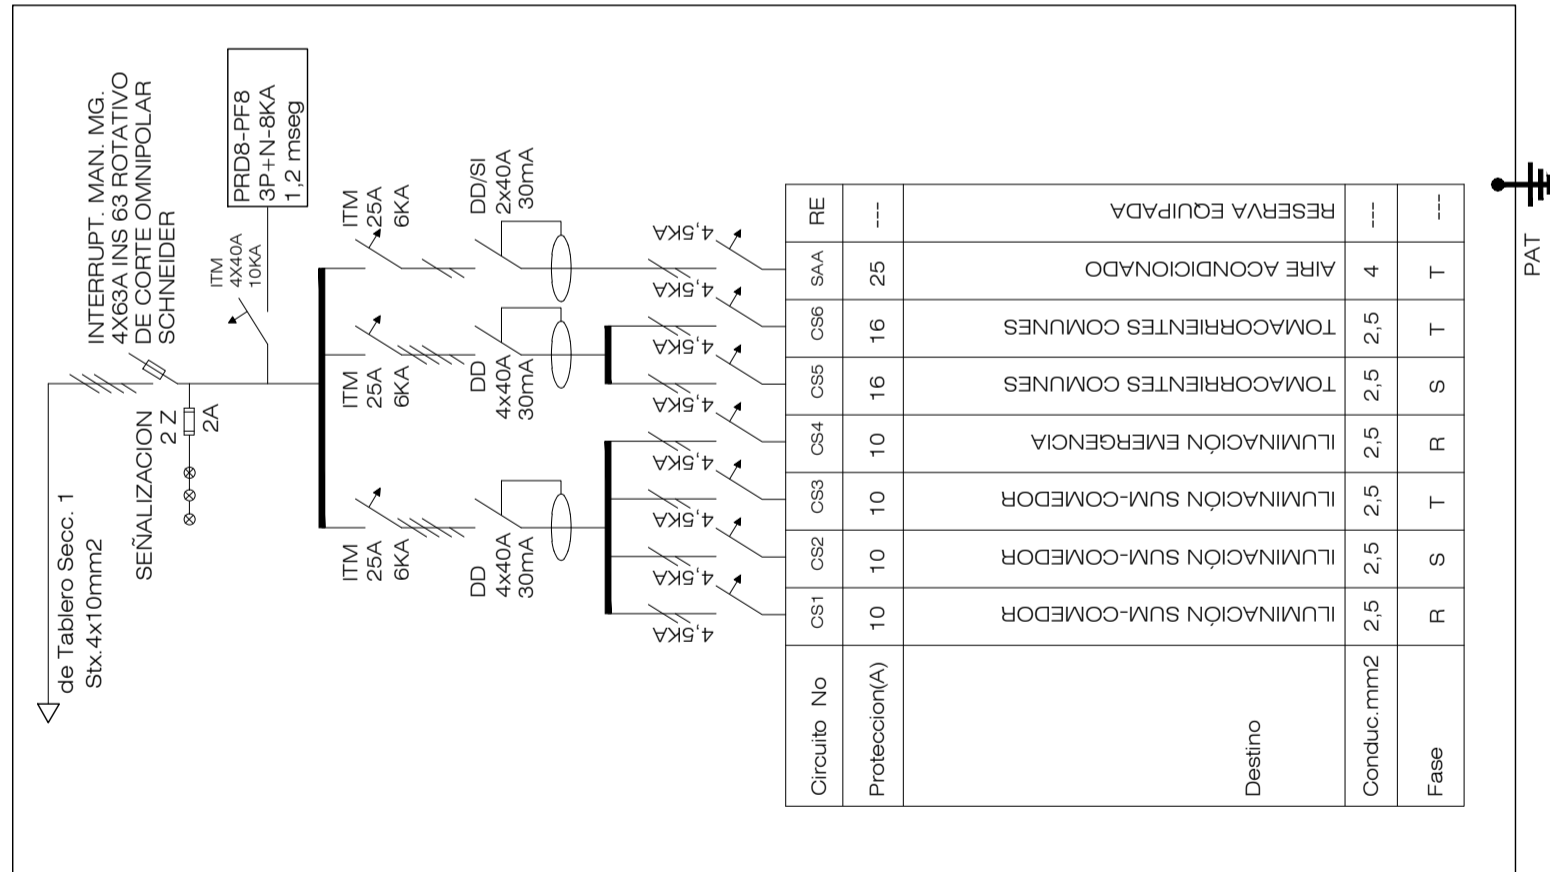 de Tablero Secc. 1
Stx.4x10mm2
INTERRUPT. MAN. MG.
4X63A INS 63 ROTATIVO
DE CORTE OMNIPOLAR
SCHNEIDER
SEÑALIZACION
2 Z
2A
ITM
4X40A
10KA
PRD8-PF8
3P+N-8KA
1,2 mseg
ITM
25A
6KA
ITM
25A
6KA
ITM
25A
6KA
DD
4x40A
30mA
DD
4x40A
30mA
DD/SI
2x40A
30mA
4,5KA
4,5KA
4,5KA
4,5KA
4,5KA
4,5KA
4,5KA
4,5KA
Circuito No CS1 CS2 CS3 CS4 CS5 CS6 SAA RE
Proteccion(A) 10 10 10 10 16 16 25 ---
Destino
ILUMINACIÓN SUM-COMEDOR
ILUMINACIÓN SUM-COMEDOR
ILUMINACIÓN SUM-COMEDOR
ILUMINACIÓN EMERGENCIA
TOMACORRIENTES COMUNES
TOMACORRIENTES COMUNES
AIRE ACONDICIONADO
RESERVA EQUIPADA
Conduc.mm2 2,5 2,5 2,5 2,5 2,5 2,5 4 ---
Fase R S T R S T T ---
PAT